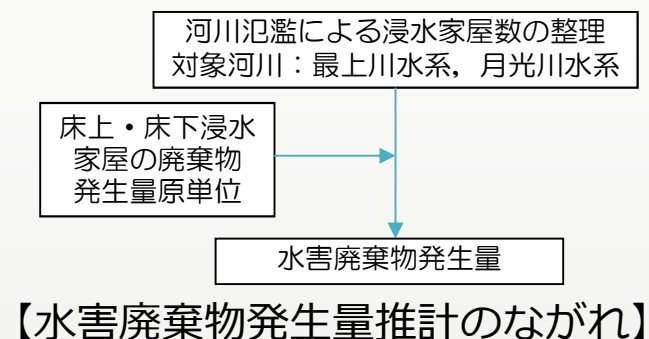 河川氾濫による浸水家屋数の整理
対象河川：最上川水系，月光川水系
床上・床下浸水
家屋の廃棄物
発生量原単位
水害廃棄物発生量
【水害廃棄物発生量推計のながれ】